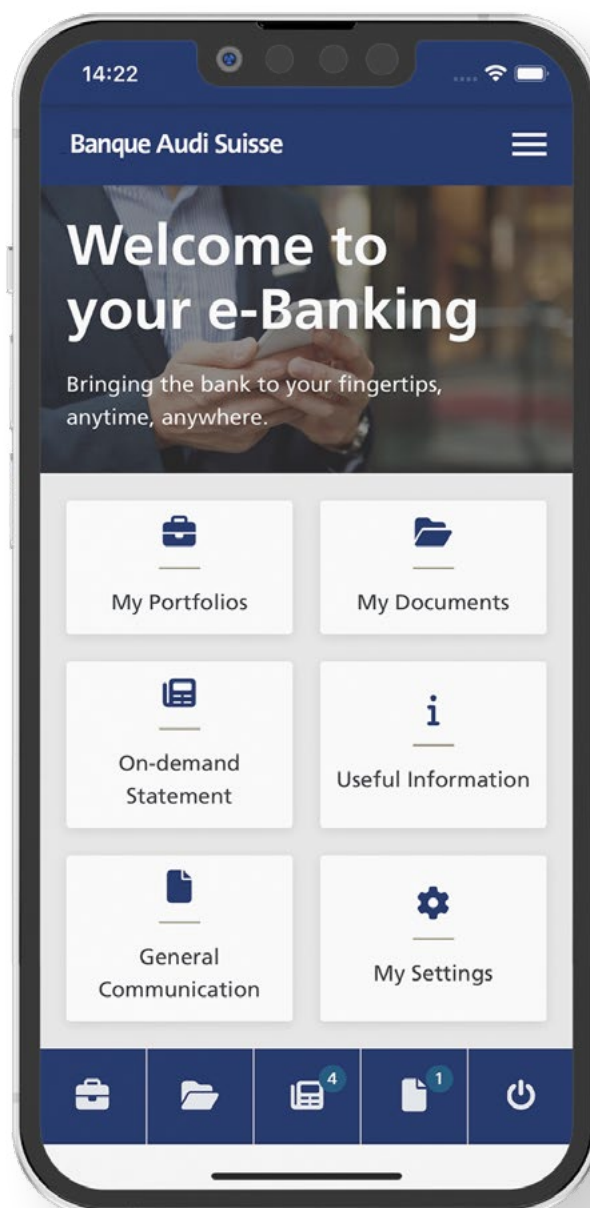 14:22
Banque Audi Suisse
Welcome to
your e-Banking
Bringing the bank to your fingertips,
anytime, anywhere.
My Portfolios
My Documents
On-demand
Statement
Useful Information
General
Communication
My Settings
4
1